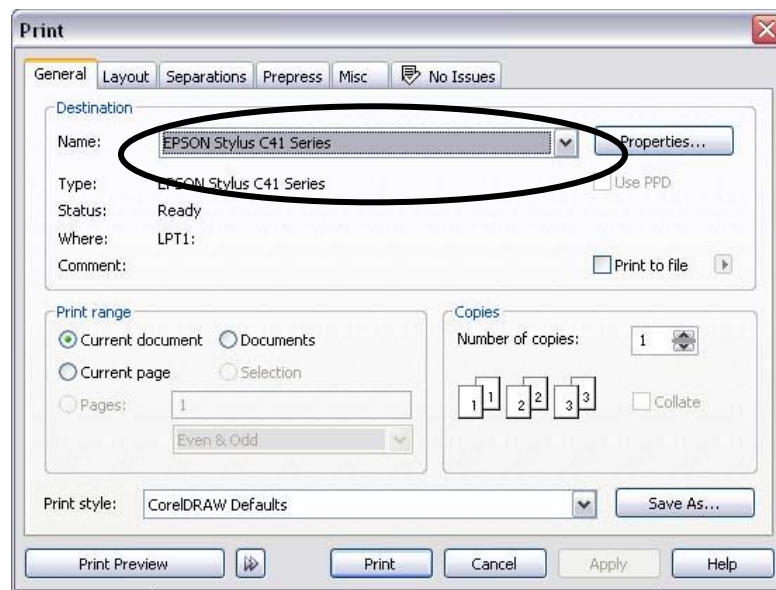 Print
General Layout Separations Prepress Misc No Issues
Destination
Name: EPSON Stylus C41 Series Properties...
Type: EPSON Stylus C41 Series Use PPD
Status: Ready
Where: LPT1:
Comment: Print to file
Print range
Current document Documents
Current page Selection
Pages: 1
Even & Odd
Copies
Number of copies: 1
1 1 2 2 3 3 Collate
Print style: CorelDRAW Defaults Save As...
Print Preview Print Cancel Apply Help